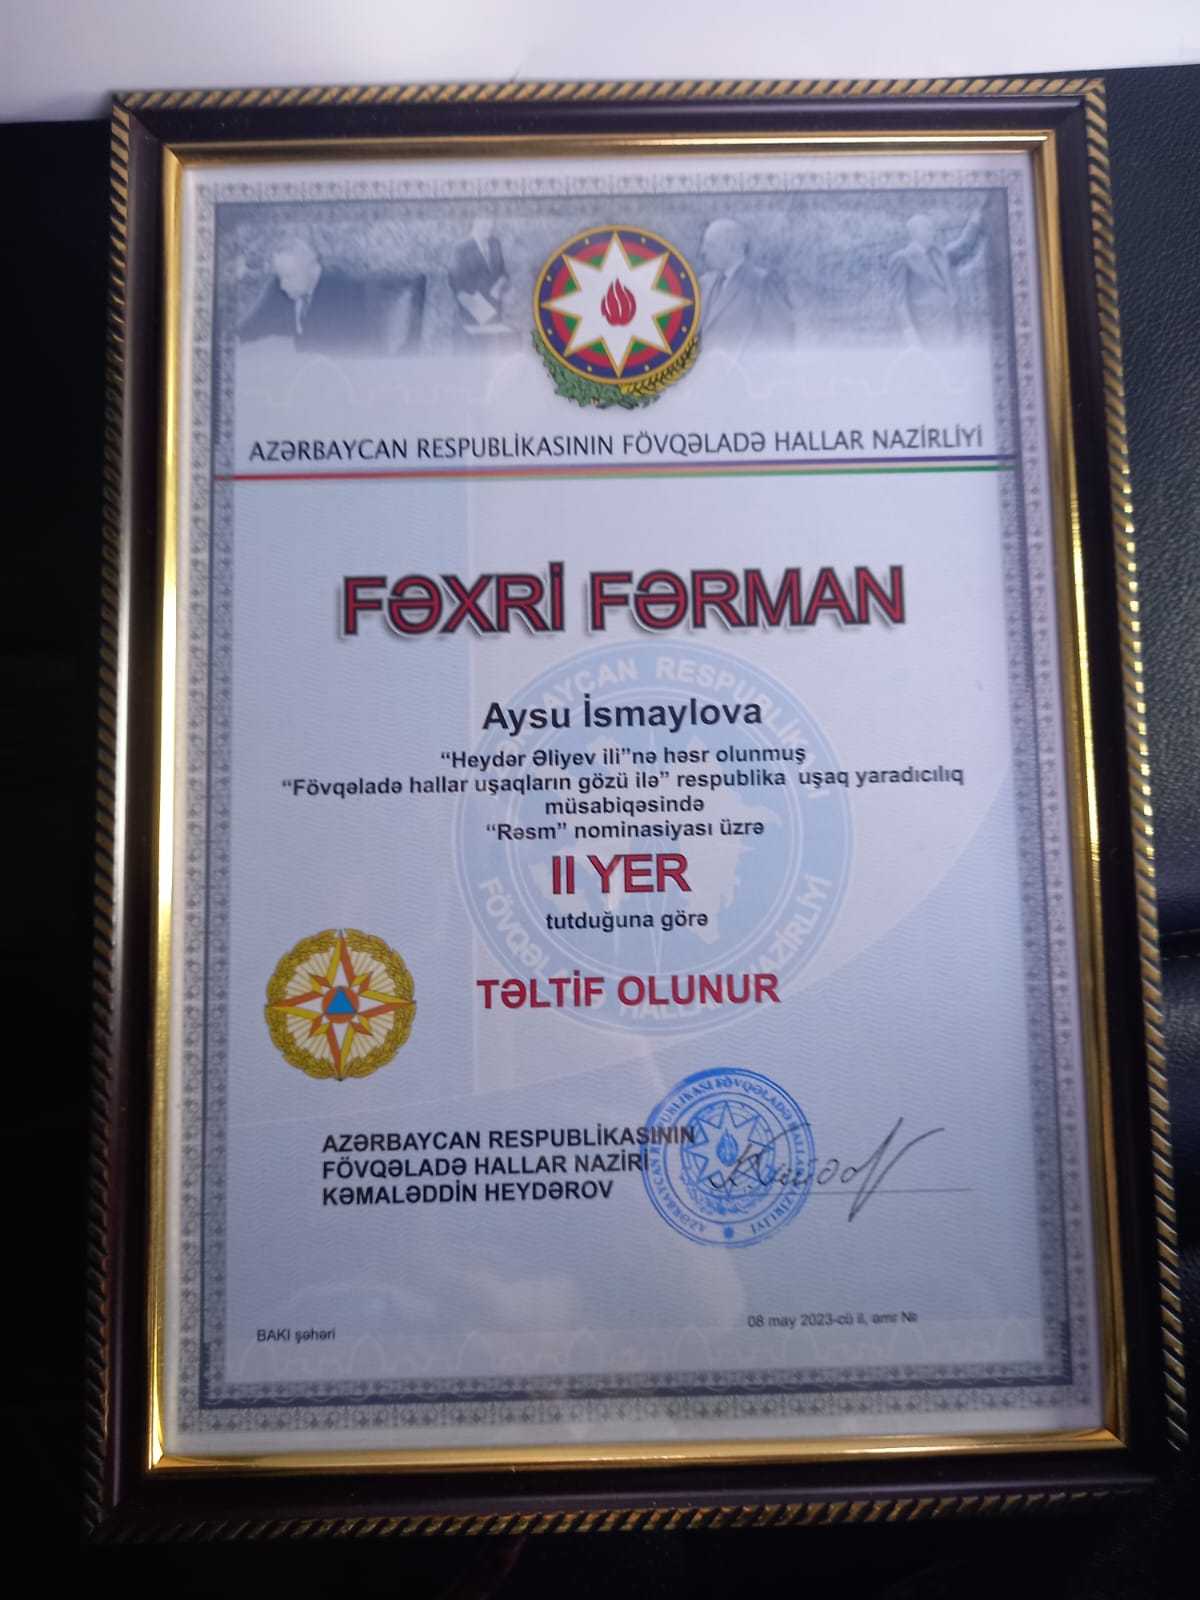 AZƏRBAYCAN RESPUBLİKASININ FÖVQƏLADƏ HALLAR NAZİRLİYİ
FƏXRİ FƏRMAN
Aysu İsmaylova
“Heydər Əliyev ili”nə həsr olunmuş
“Fövqəladə hallar uşaqların gözü ilə” respublika uşaq yaradıcılıq
müsabiqəsində
“Rəsm” nominasiyası üzrə
II YER
tutduğuna görə
TƏLTİF OLUNUR
AZƏRBAYCAN RESPUBLİKASININ
FÖVQƏLADƏ HALLAR NAZİRİ
KƏMALƏDDİN HEYDƏROV
BAKI şəhəri
08 may 2023-cü il, əmr №